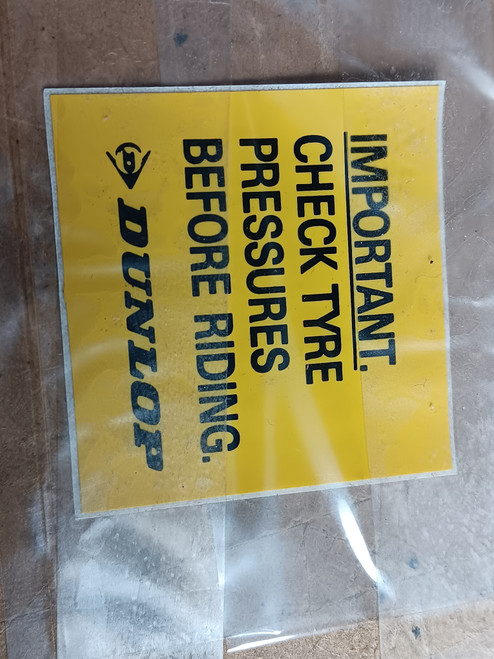 IMPORTANT.
CHECK TYRE
PRESSURES
BEFORE RIDING.
DUNLOP